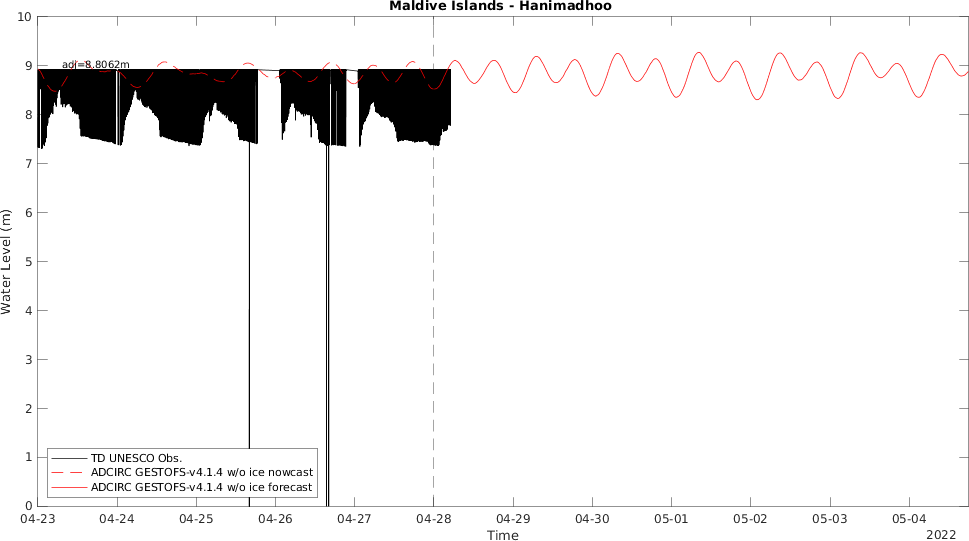 Maldive Islands - Hanimadhoo
10
9
8
7
6
5
4
3
2
1
0
Water Level (m)
adj=8.8062m
TD UNESCO Obs.
ADCIRC GESTOFS-v4.1.4 w/o ice nowcast
ADCIRC GESTOFS-v4.1.4 w/o ice forecast
04-23 04-24 04-25 04-26 04-27 04-28 04-29 04-30 05-01 05-02 05-03 05-04
Time
2022